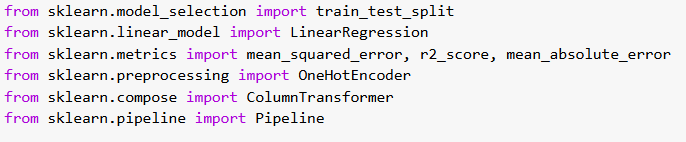 from sklearn.model_selection import train_test_split
from sklearn.linear_model import LinearRegression
from sklearn.metrics import mean_squared_error, r2_score, mean_absolute_error
from sklearn.preprocessing import OneHotEncoder
from sklearn.compose import ColumnTransformer
from sklearn.pipeline import Pipeline